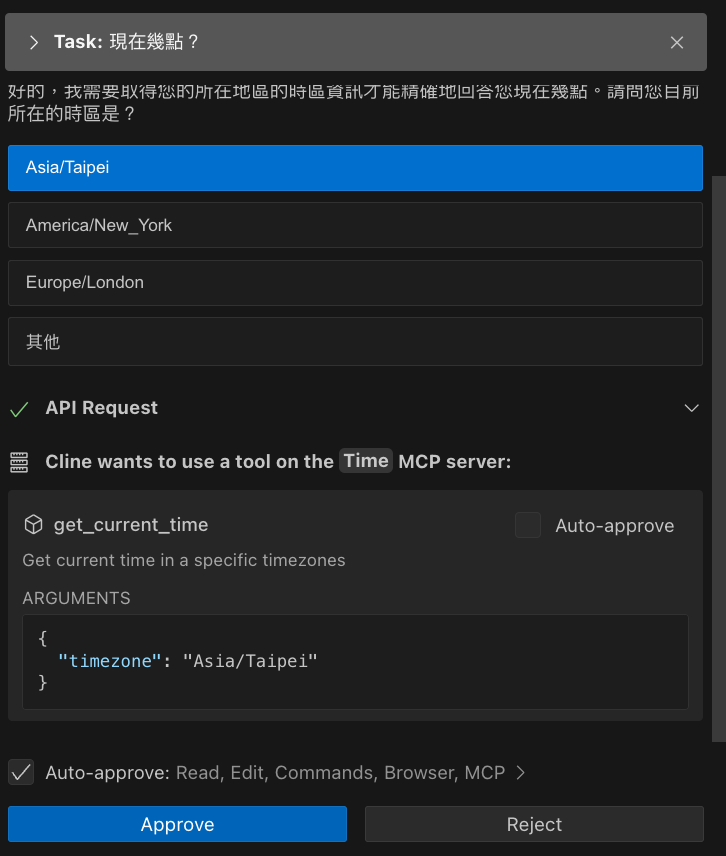 Task: 現在幾點？
好的，我需要取得您的所在地區的時區資訊才能精確地回答您現在幾點。請問您目前
所在的時區是？
Asia/Taipei
America/New_York
Europe/London
其他
API Request
Cline wants to use a tool on the Time MCP server:
get_current_time
Auto-approve
Get current time in a specific timezones
ARGUMENTS
{
"timezone": "Asia/Taipei"
}
Auto-approve: Read, Edit, Commands, Browser, MCP
Approve
Reject